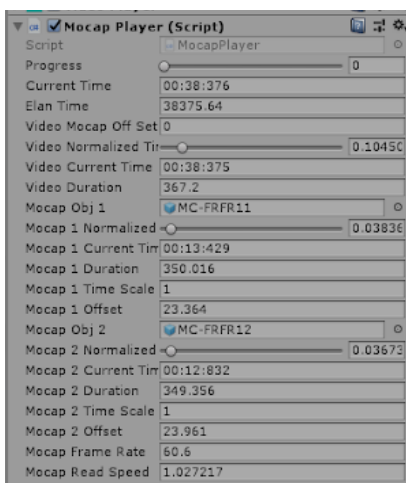 Mocap Player (Script)
Script MocapPlayer
Progress 0
Current Time 00:38:376
Elan Time 38375.64
Video Mocap Off Set 0
Video Normalized Tir 0.1045C
Video Current Time 00:38:375
Video Duration 367.2
Mocap Obj 1 MC-FRFR11
Mocap 1 Normalized 0.03836
Mocap 1 Current Tim 00:13:429
Mocap 1 Duration 350.016
Mocap 1 Time Scale 1
Mocap 1 Offset 23.364
Mocap Obj 2 MC-FRFR12
Mocap 2 Normalized 0.03673
Mocap 2 Current Tim 00:12:832
Mocap 2 Duration 349.356
Mocap 2 Time Scale 1
Mocap 2 Offset 23.961
Mocap Frame Rate 60.6
Mocap Read Speed 1.027217